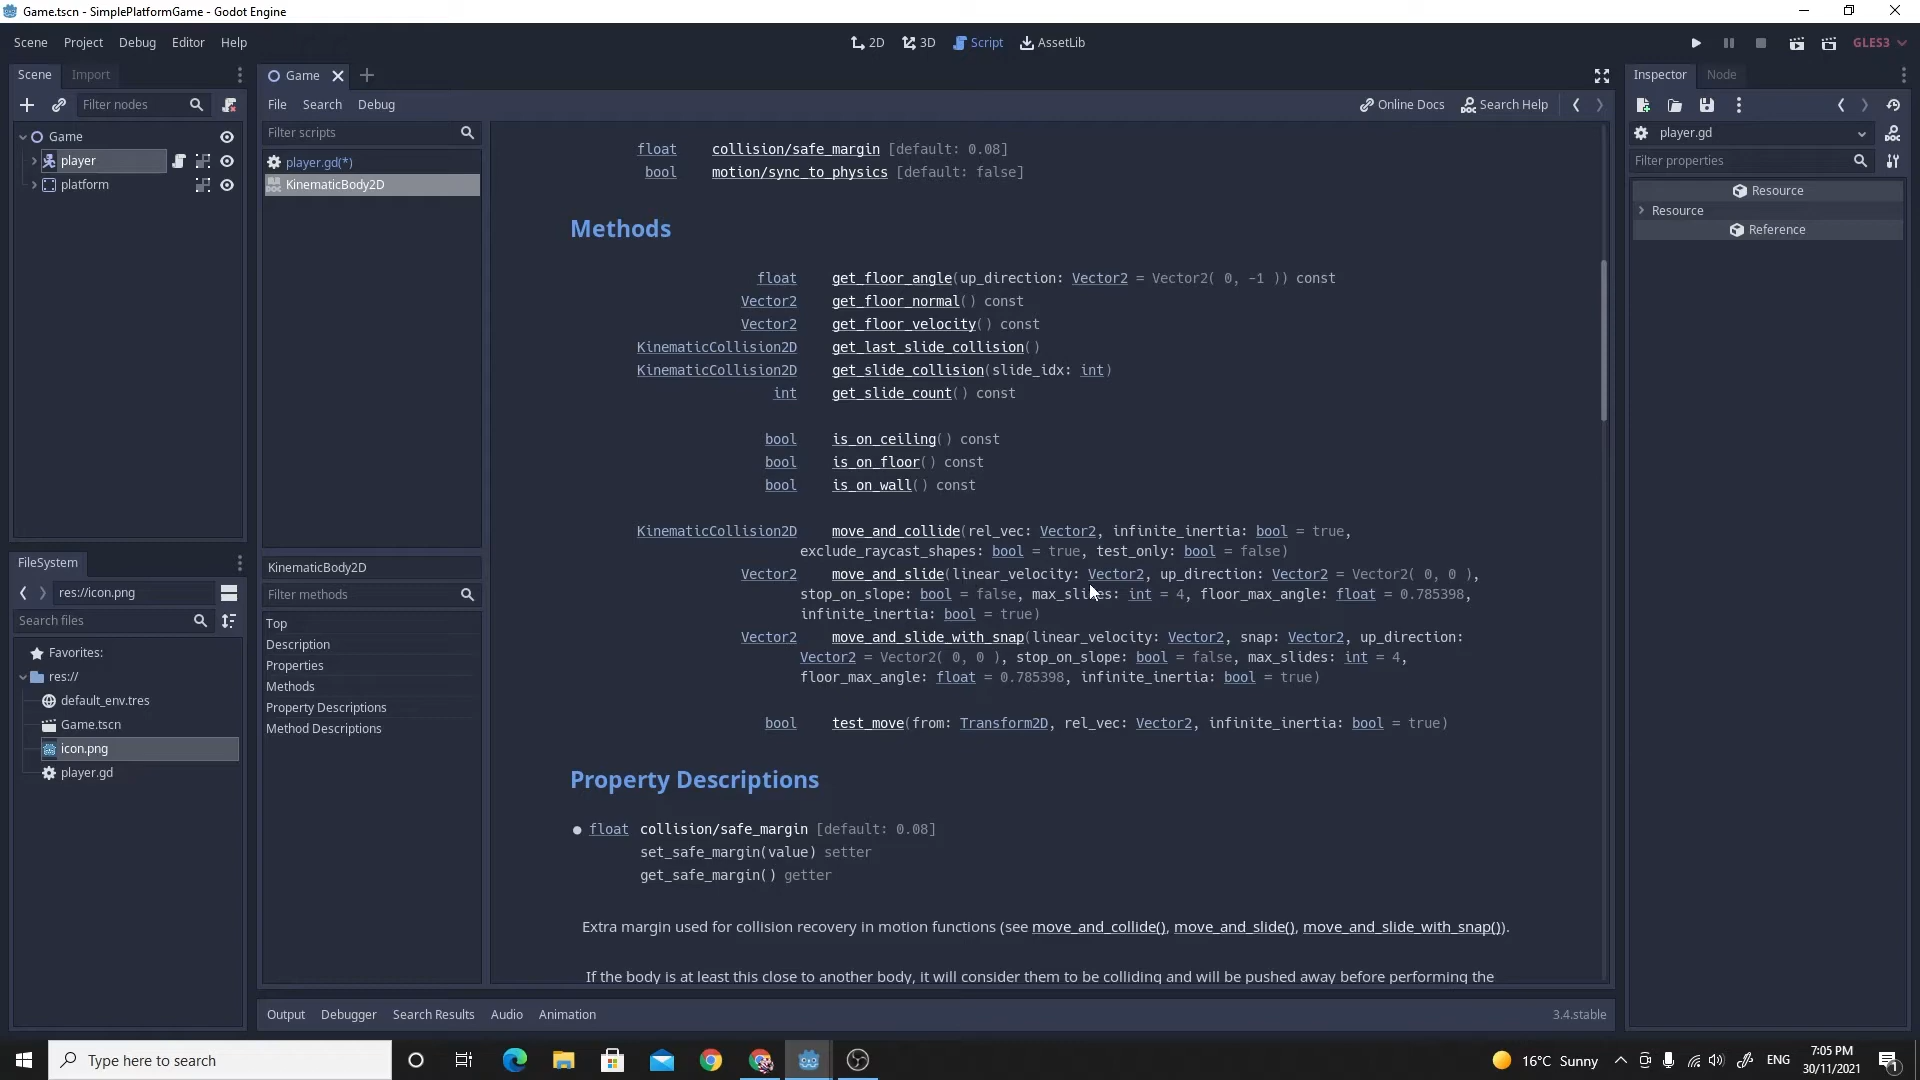 Game.tscn - SimplePlatformGame - Godot Engine
Scene Project Debug Editor Help
2D 3D Script AssetLib
GLES3
Scene Import
Filter nodes
Game
player
platform
FileSystem
res://icon.png
Search files
Favorites:
res://
default_env.tres
Game.tscn
icon.png
player.gd
Game
File Search Debug
Online Docs Search Help
Filter scripts
player.gd(*)
KinematicBody2D
KinematicBody2D
Filter methods
Top
Description
Properties
Methods
Property Descriptions
Method Descriptions
float collision/safe_margin [default: 0.08]
bool motion/sync_to_physics [default: false]
Methods
float get_floor_angle(up_direction: Vector2 = Vector2( 0, -1 )) const
Vector2 get_floor_normal() const
Vector2 get_floor_velocity() const
KinematicCollision2D get_last_slide_collision()
KinematicCollision2D get_slide_collision(slide_idx: int)
int get_slide_count() const
bool is_on_ceiling() const
bool is_on_floor() const
bool is_on_wall() const
KinematicCollision2D move_and_collide(rel_vec: Vector2, infinite_inertia: bool = true,
exclude_raycast_shapes: bool = true, test_only: bool = false)
Vector2 move_and_slide(linear_velocity: Vector2, up_direction: Vector2 = Vector2( 0, 0 ),
stop_on_slope: bool = false, max_slides: int = 4, floor_max_angle: float = 0.785398,
infinite_inertia: bool = true)
Vector2 move_and_slide_with_snap(linear_velocity: Vector2, snap: Vector2, up_direction:
Vector2 = Vector2( 0, 0 ), stop_on_slope: bool = false, max_slides: int = 4,
floor_max_angle: float = 0.785398, infinite_inertia: bool = true)
bool test_move(from: Transform2D, rel_vec: Vector2, infinite_inertia: bool = true)
Property Descriptions
float collision/safe_margin [default: 0.08]
set_safe_margin(value) setter
get_safe_margin() getter
Extra margin used for collision recovery in motion functions (see move_and_collide(), move_and_slide(), move_and_slide_with_snap()).
If the body is at least this close to another body, it will consider them to be colliding and will be pushed away before performing the
Output Debugger Search Results Audio Animation
3.4.stable
Inspector Node
player.gd
Filter properties
Resource
Resource
Reference
Type here to search
16°C Sunny
ENG
7:05 PM
30/11/2021
1